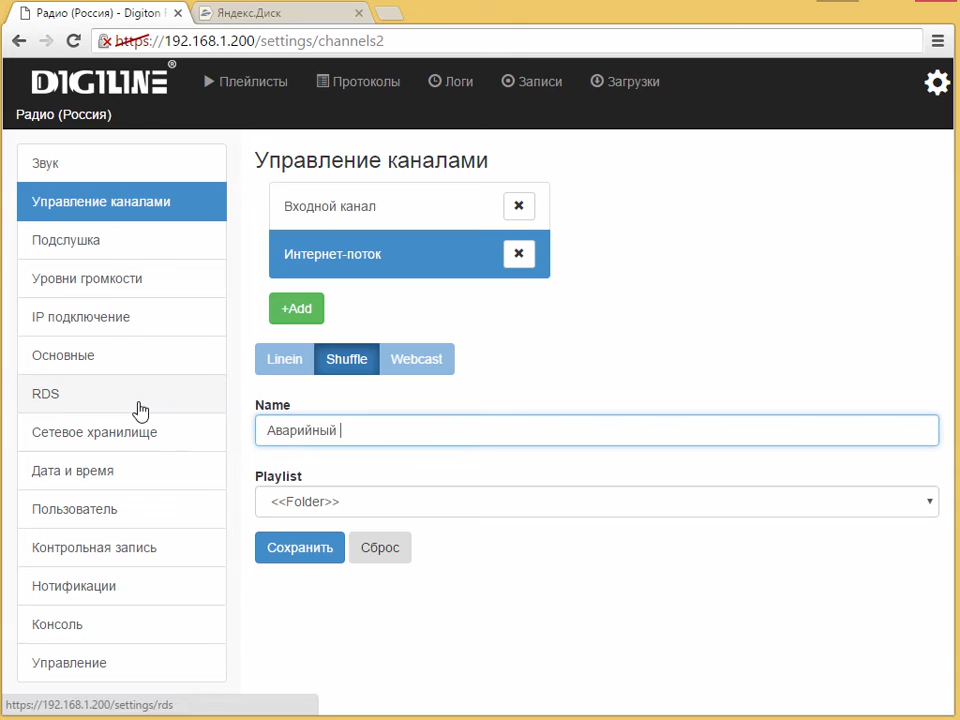 Радио (Россия) - Digiton
Яндекс.Диск
https://192.168.1.200/settings/channels2
DIGILINE®
Плейлисты
Протоколы
Логи
Записи
Загрузки
Радио (Россия)
Звук
Управление каналами
Подслушка
Уровни громкости
IP подключение
Основные
RDS
Сетевое хранилище
Дата и время
Пользователь
Контрольная запись
Нотификации
Консоль
Управление
Управление каналами
Входной канал
Интернет-поток
+Add
Linein
Shuffle
Webcast
Name
Аварийный
Playlist
<<Folder>>
Сохранить
Сброс
https://192.168.1.200/settings/rds